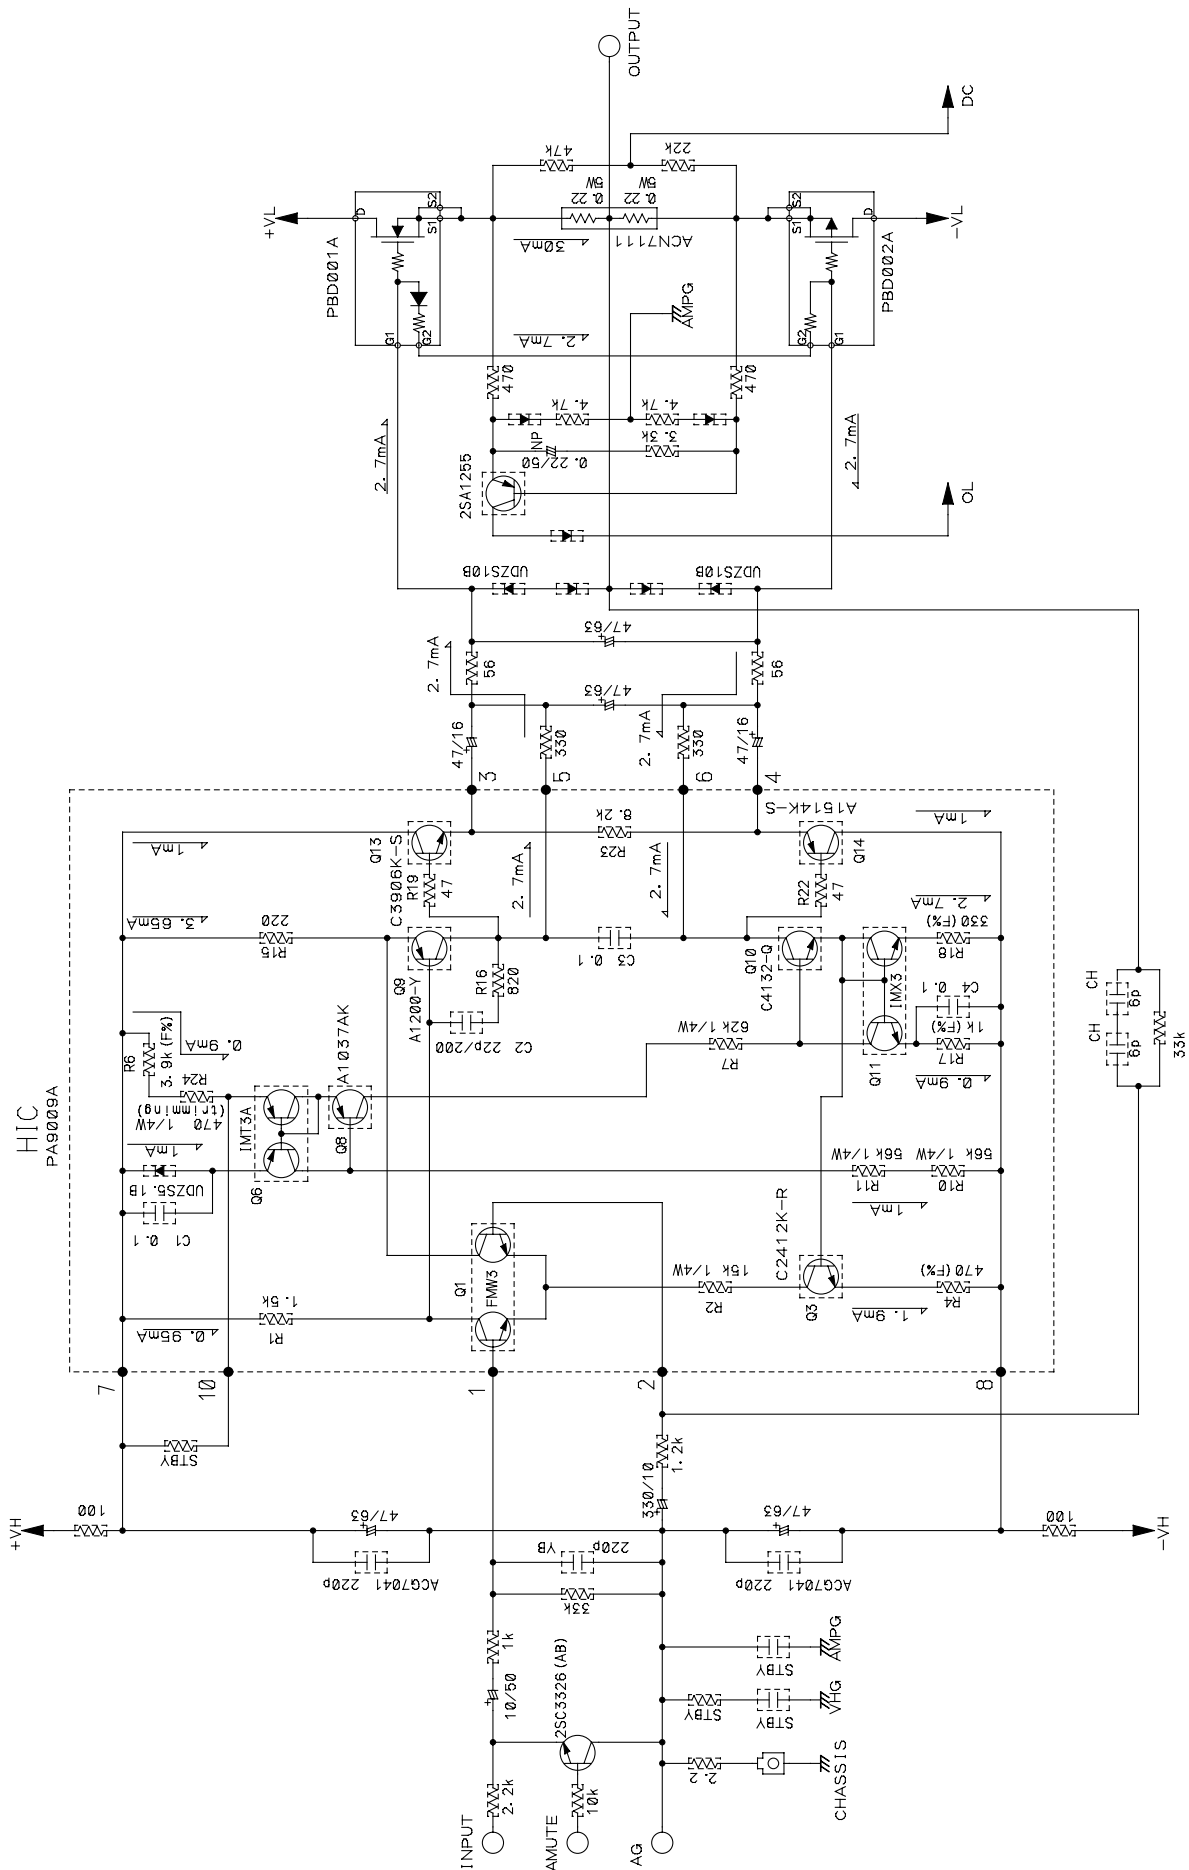 OUTPUT
DC
47k
22k
5W
0.22
5W
0.22
+VL
PBD001A
D
S1
S2
G1
G2
30mA
ACN7111
-VL
PBD002A
D
S1
S2
G2
G1
2.7mA
AMPG
470
470
4.7k
4.7k
3.3k
NP
0.22/50
2SA1255
2.7mA
2.7mA
OL
UDZS10B
UDZS10B
47/63
2.7mA
56
56
47/63
2.7mA
47/16
330
330
47/16
3
5
6
4
HIC
PA9009A
1mA
Q13
C3906K-S
8.2k
R23
A1514K-S
Q14
1mA
R19
47
2.7mA
2.7mA
R22
47
3.65mA
220
R15
Q9
A1200-Y
R16
820
C3 0.1
Q10
C4132-Q
2.7mA
330(F%)
R18
IMX3
C2 22p/200
R6
3.9k(F%)
0.9mA
R24
470 1/4W
(trimming)
A1037AK
62k 1/4W
R7
Q11
C4 0.1
1k(F%)
R17
0.9mA
IMT3A
Q8
1mA
UDZS5.1B
Q6
56k 1/4W
R11
56k 1/4W
R10
1mA
C1 0.1
Q1
FMW3
C2412K-R
15k 1/4W
R2
Q3
470(F%)
R4
1.9mA
1.5k
R1
0.95mA
7
10
1
2
8
CH
6p
CH
6p
33k
STBY
1.2k
330/10
+VH
100
47/63
47/63
100
-VH
220p
ACG7041
220p
YB
220p
ACG7041
33k
1k
10/50
2SC3326(AB)
STBY
AMPG
STBY
STBY
VHG
2.2
CHASSIS
2.2k
10k
INPUT
AMUTE
AG